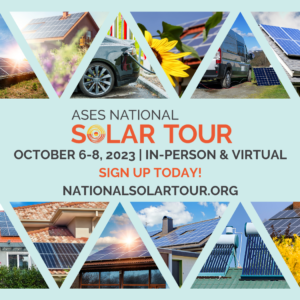 ASES NATIONAL
SOLAR TOUR
OCTOBER 6-8, 2023 | IN-PERSON & VIRTUAL
SIGN UP TODAY!
NATIONALSOLARTOUR.ORG